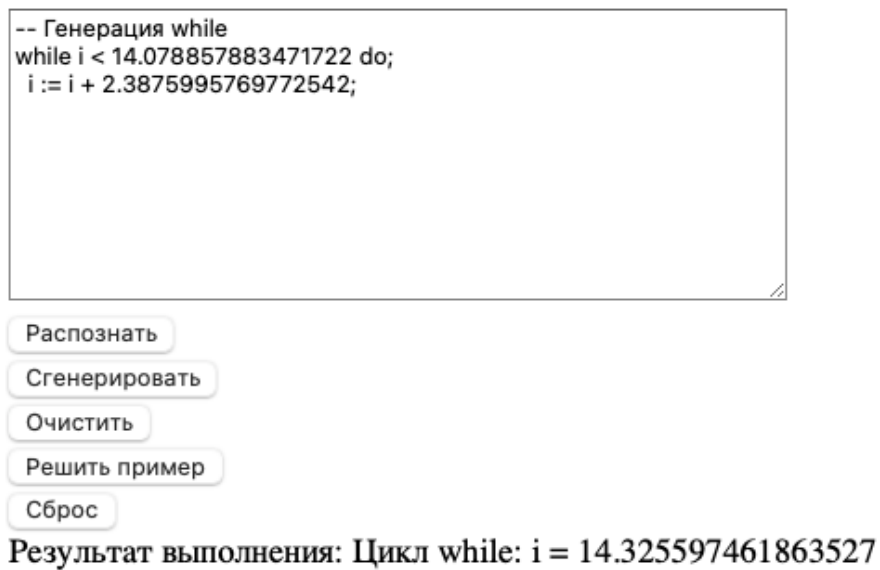 -- Генерация while
while i < 14.078857883471722 do;
i := i + 2.3875995769772542;
Распознать
Сгенерировать
Очистить
Решить пример
Сброс
Результат выполнения: Цикл while: i = 14.325597461863527